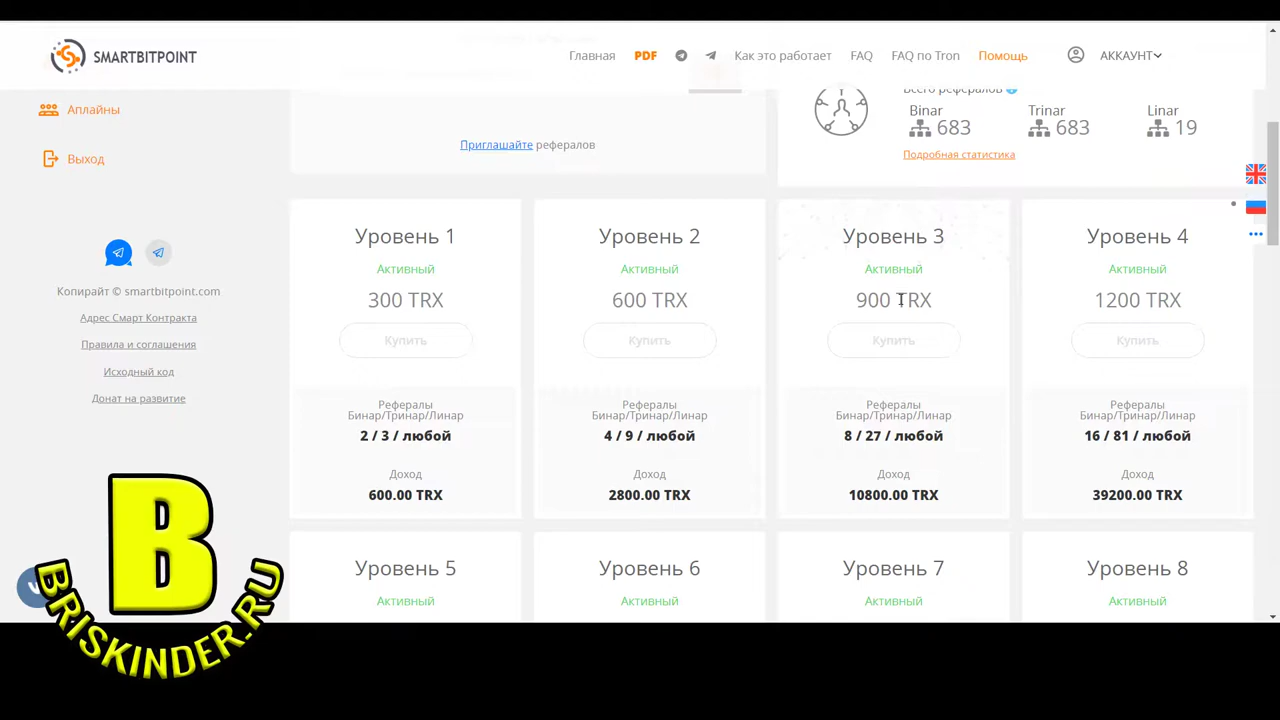 SMARTBITPOINT
Главная PDF Как это работает FAQ FAQ по Tron Помощь АККАУНТ
Аплайны
Выход
Приглашайте рефералов
Всего рефералов
Binar Trinar Linar
683 683 19
Подробная статистика
Копирайт © smartbitpoint.com
Адрес Смарт Контракта
Правила и соглашения
Исходный код
Донат на развитие
Уровень 1
Активный
300 TRX
Купить
Рефералы
Бинар/Тринар/Линар
2 / 3 / любой
Доход
600.00 TRX
Уровень 2
Активный
600 TRX
Купить
Рефералы
Бинар/Тринар/Линар
4 / 9 / любой
Доход
2800.00 TRX
Уровень 3
Активный
900 TRX
Купить
Рефералы
Бинар/Тринар/Линар
8 / 27 / любой
Доход
10800.00 TRX
Уровень 4
Активный
1200 TRX
Купить
Рефералы
Бинар/Тринар/Линар
16 / 81 / любой
Доход
39200.00 TRX
Уровень 5
Активный
Уровень 6
Активный
Уровень 7
Активный
Уровень 8
Активный
B
BRISKINDER.RU